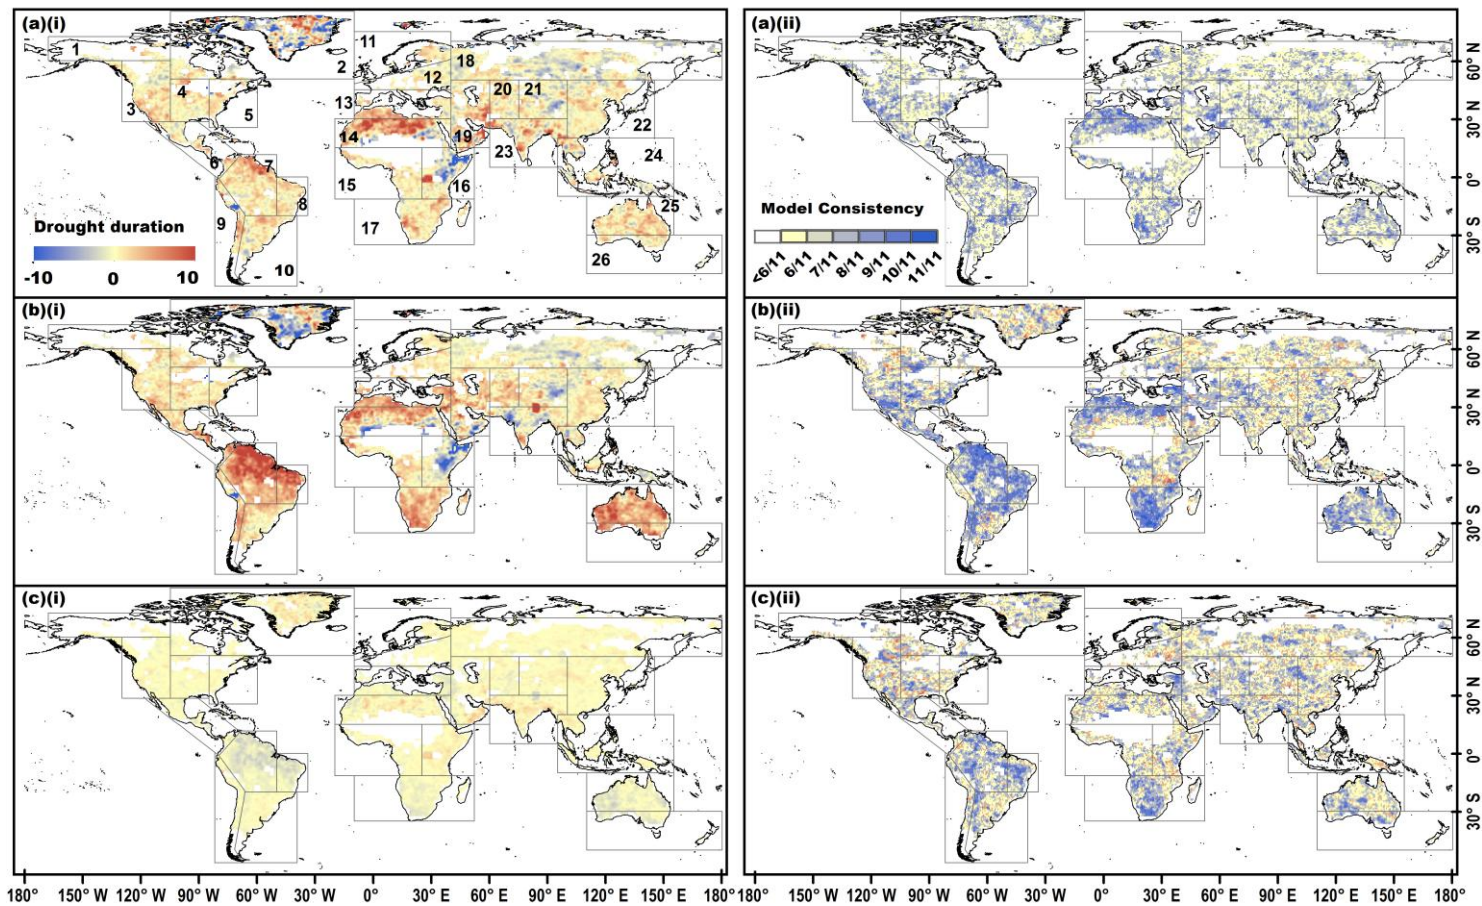 (a)(i)
1
2
3
4
5
6
7
8
9
10
11
12
13
14
15
16
17
18
19
20
21
22
23
24
25
26
Drought duration
-10 0 10
(a)(ii)
Model Consistency
<6/11 6/11 7/11 8/11 9/11 10/11 11/11
60° N
30° N
0°
30° S
(b)(i)
(b)(ii)
60° N
30° N
0°
30° S
(c)(i)
c)(ii)
60° N
30° N
0°
30° S
180° 150 W 120 W 90° W 60° W 30 W 0° 30 E 60° E 90 E 120 E 150 E 180°
180° 150 W 120 W 90° W 60° W 30 W 0° 30 E 60° E 90 E 120 E 150 E 180°